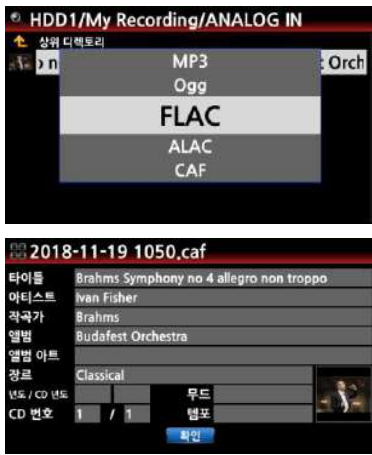 HDD1/My Recording/ANALOG IN
상위 디렉토리
MP3
: Orch
Ogg
FLAC
ALAC
CAF
2018-11-19 1050.caf
타이들 Brahms Symphony no 4 allegro non troppo
아티스트 Ivan Fisher
작곡가 Brahms
앨범 Budafest Orchestra
앨범 아트
장르 Classical
년도 / CD 년도 무드
CD 번호 1 / 1 템포
확인